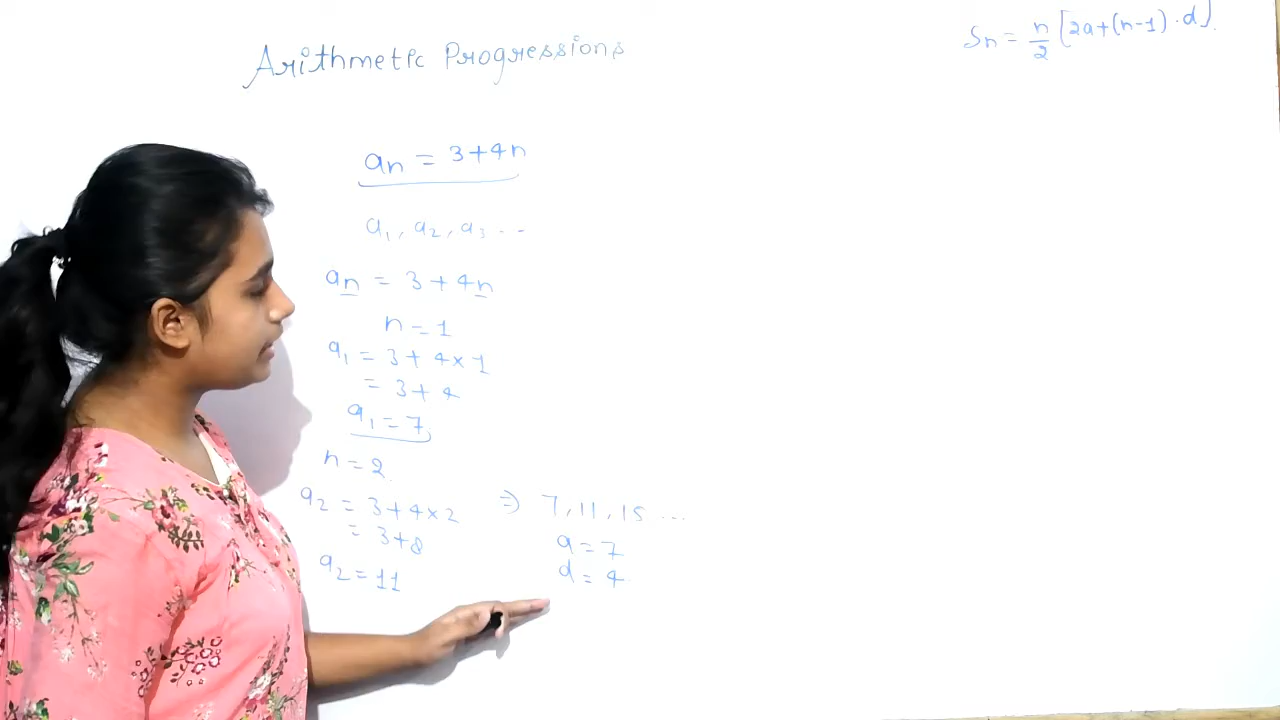 Arithmetic Progressions
Sn = n/2 [2a+(n-1)·d]
an = 3+4n
a1, a2, a3 ...
an = 3 + 4n
n = 1
a1 = 3 + 4×1
= 3 + 4
a1 = 7
n = 2
a2 = 3 + 4×2
= 3+8
a2 = 11
⇒ 7, 11, 15 ...
a = 7
d = 4